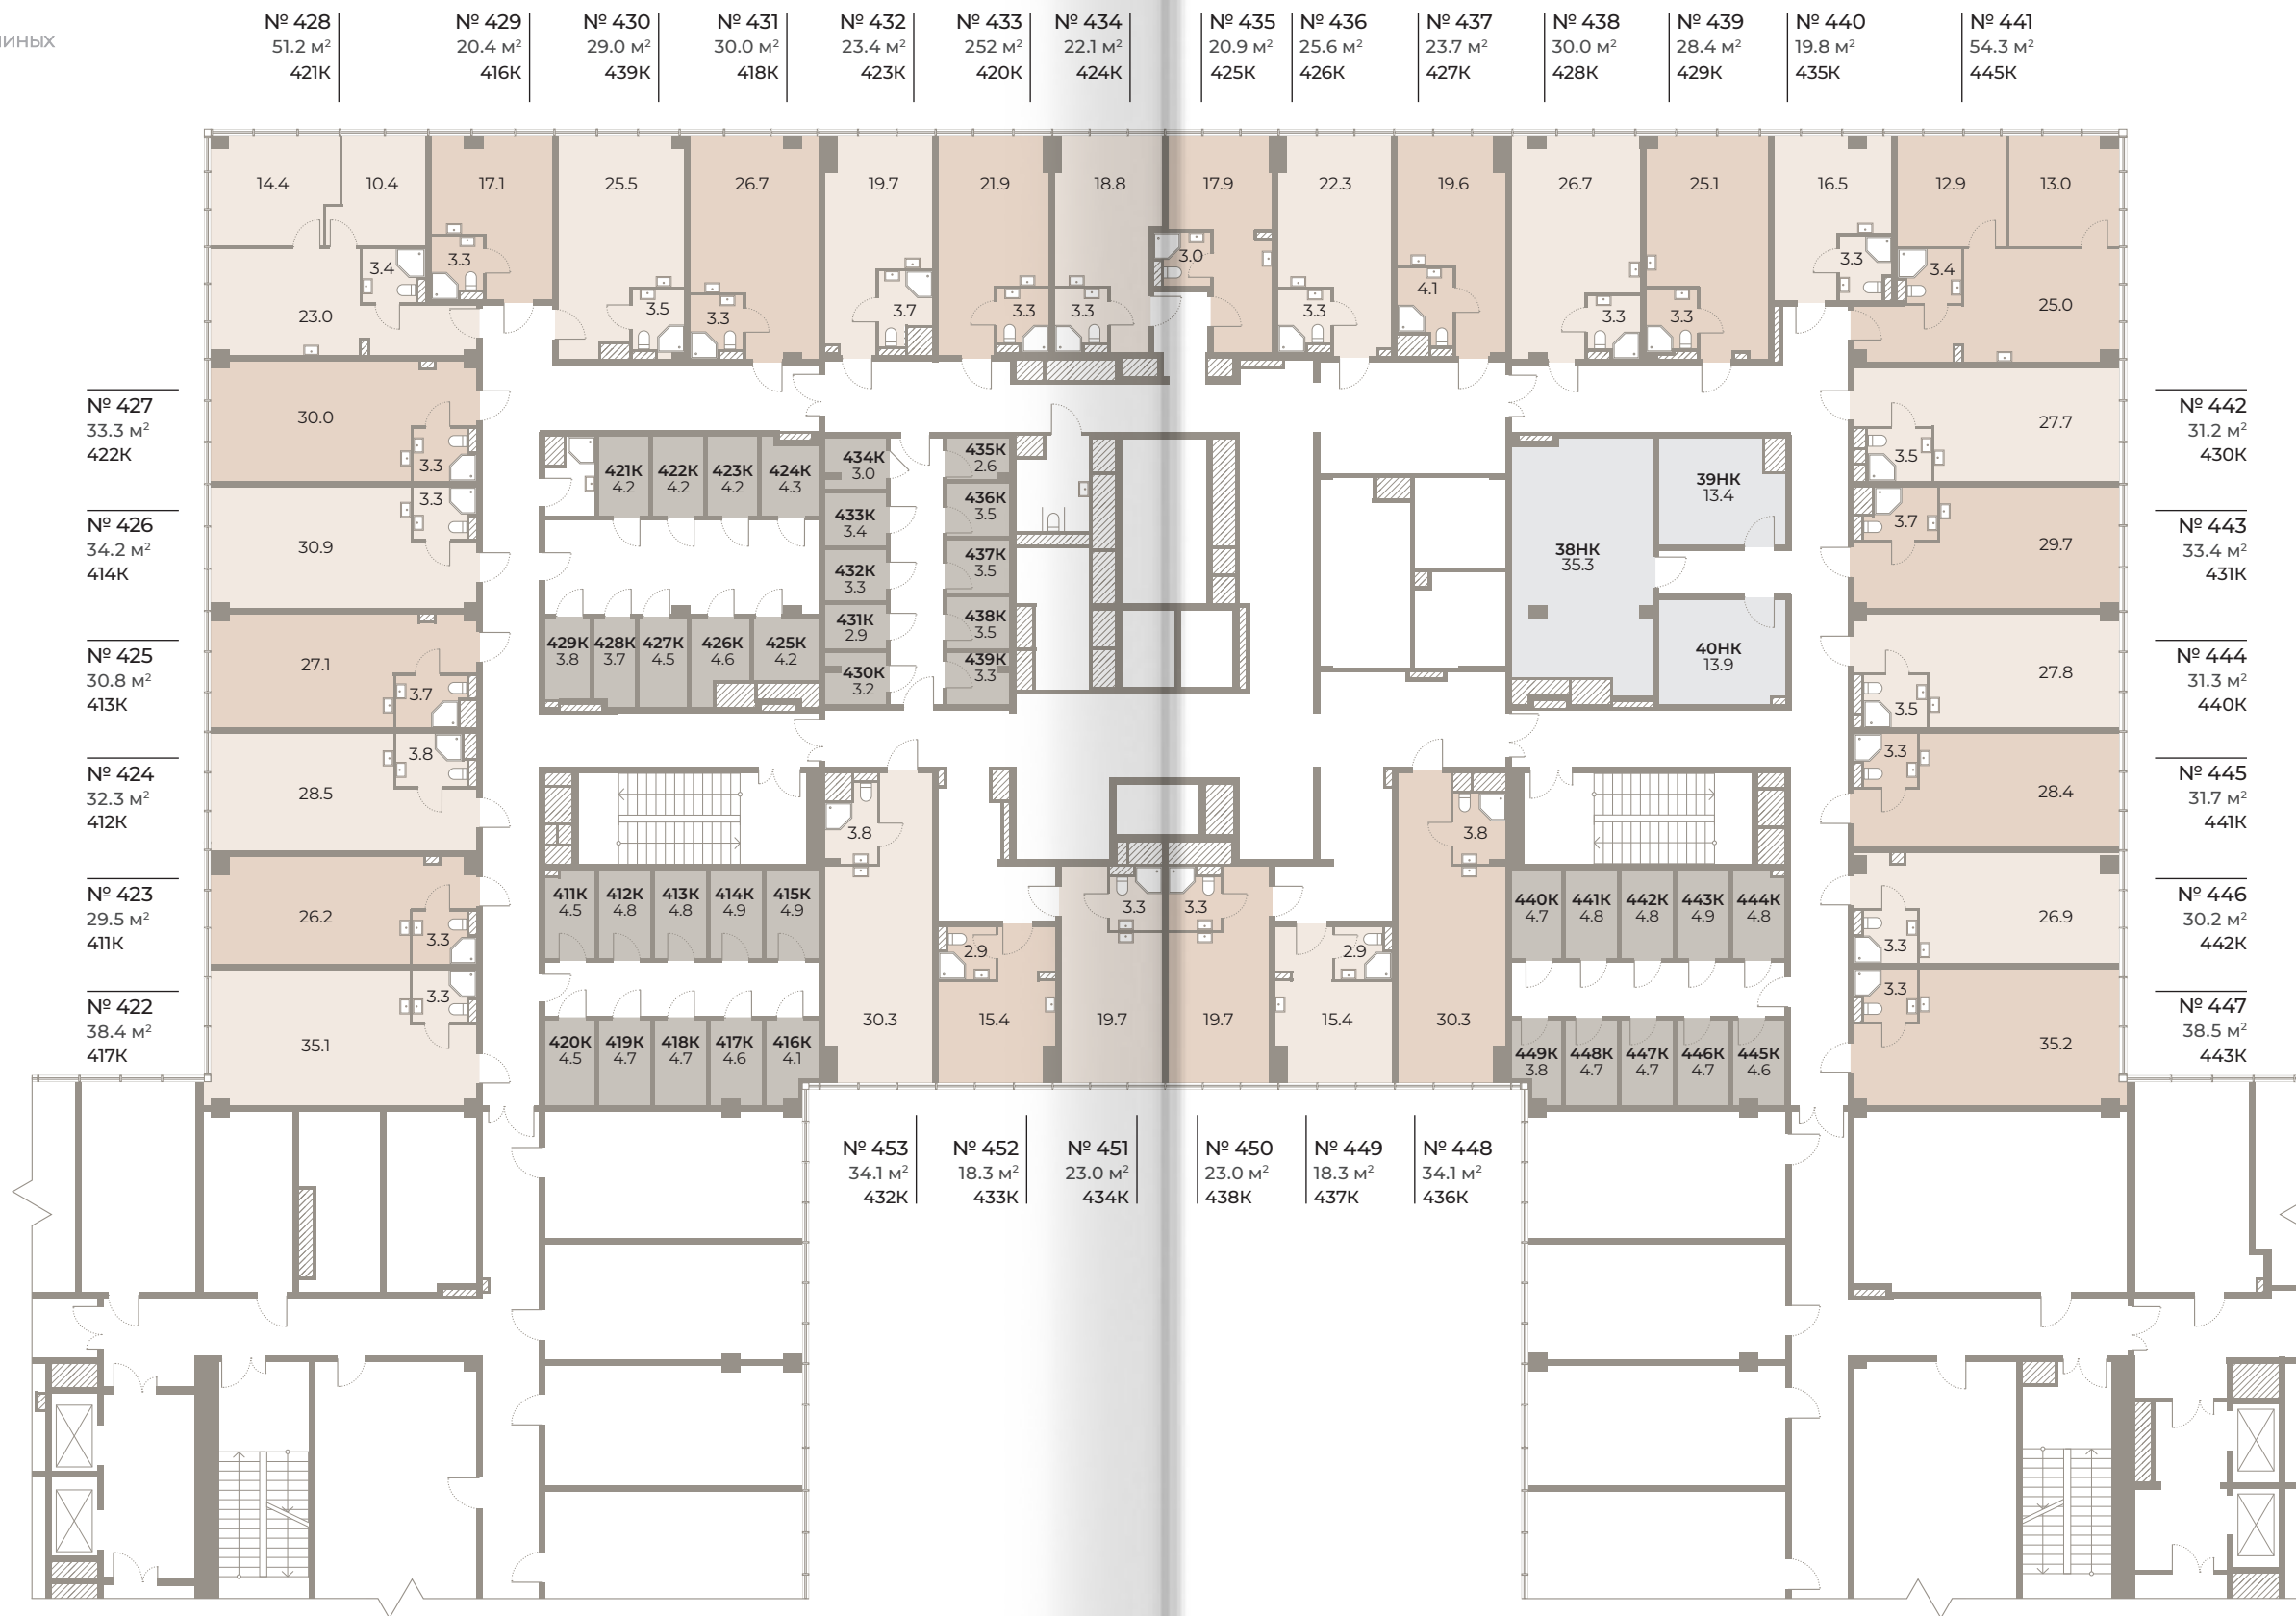 № 428
51.2 м²
421К
№ 429
20.4 м²
416К
№ 430
29.0 м²
439К
№ 431
30.0 м²
418К
№ 432
23.4 м²
423К
№ 433
252 м²
420К
№ 434
22.1 м²
424К
№ 435
20.9 м²
425К
№ 436
25.6 м²
426К
№ 437
23.7 м²
427К
№ 438
30.0 м²
428К
№ 439
28.4 м²
429К
№ 440
19.8 м²
435К
№ 441
54.3 м²
445К
14.4
10.4
17.1
25.5
26.7
19.7
21.9
18.8
17.9
22.3
19.6
26.7
25.1
16.5
12.9
13.0
3.4
3.3
3.5
3.3
3.7
3.3
3.3
3.0
3.3
4.1
3.3
3.3
3.3
3.4
23.0
25.0
№ 427
33.3 м²
422К
№ 426
34.2 м²
414К
№ 425
30.8 м²
413К
№ 424
32.3 м²
412К
№ 423
29.5 м²
411К
№ 422
38.4 м²
417К
30.0
3.3
3.3
30.9
27.1
3.7
3.8
28.5
26.2
3.3
3.3
35.1
421К
4.2
422К
4.2
423К
4.2
424К
4.3
429К
3.8
428К
3.7
427К
4.5
426К
4.6
425К
4.2
434К
3.0
433К
3.4
432К
3.3
431К
2.9
430К
3.2
435К
2.6
436К
3.5
437К
3.5
438К
3.5
439К
3.3
38НК
35.3
39НК
13.4
40НК
13.9
27.7
3.5
3.7
29.7
27.8
3.5
3.3
28.4
26.9
3.3
3.3
35.2
№ 442
31.2 м²
430К
№ 443
33.4 м²
431К
№ 444
31.3 м²
440К
№ 445
31.7 м²
441К
№ 446
30.2 м²
442К
№ 447
38.5 м²
443К
411К
4.5
412К
4.8
413К
4.8
414К
4.9
415К
4.9
420К
4.5
419К
4.7
418К
4.7
417К
4.6
416К
4.1
3.8
30.3
2.9
15.4
3.3
19.7
3.3
19.7
2.9
15.4
3.8
30.3
440К
4.7
441К
4.8
442К
4.8
443К
4.9
444К
4.8
449К
3.8
448К
4.7
447К
4.7
446К
4.7
445К
4.6
№ 453
34.1 м²
432К
№ 452
18.3 м²
433К
№ 451
23.0 м²
434К
№ 450
23.0 м²
438К
№ 449
18.3 м²
437К
№ 448
34.1 м²
436К